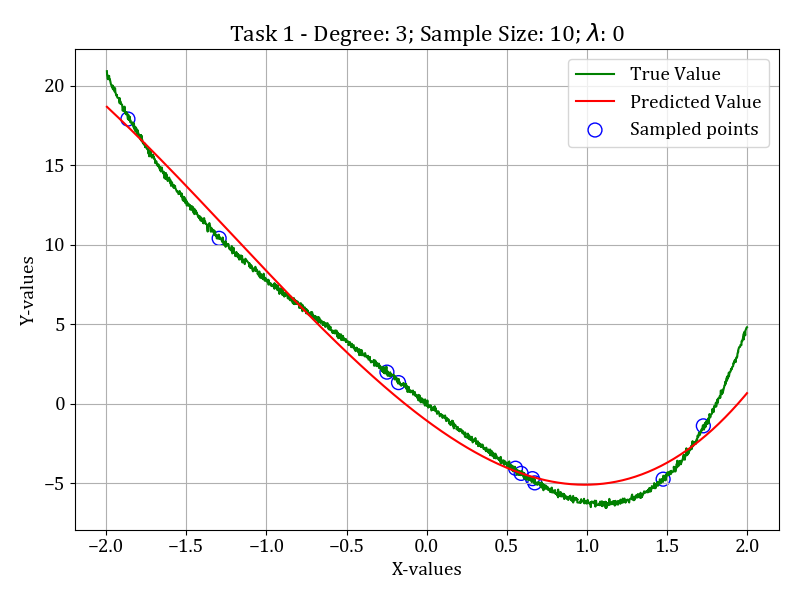 Task 1 - Degree: 3; Sample Size: 10; λ: 0
True Value
Predicted Value
Sampled points
Y-values
20
15
10
5
0
−5
−2.0 −1.5 −1.0 −0.5 0.0 0.5 1.0 1.5 2.0
X-values